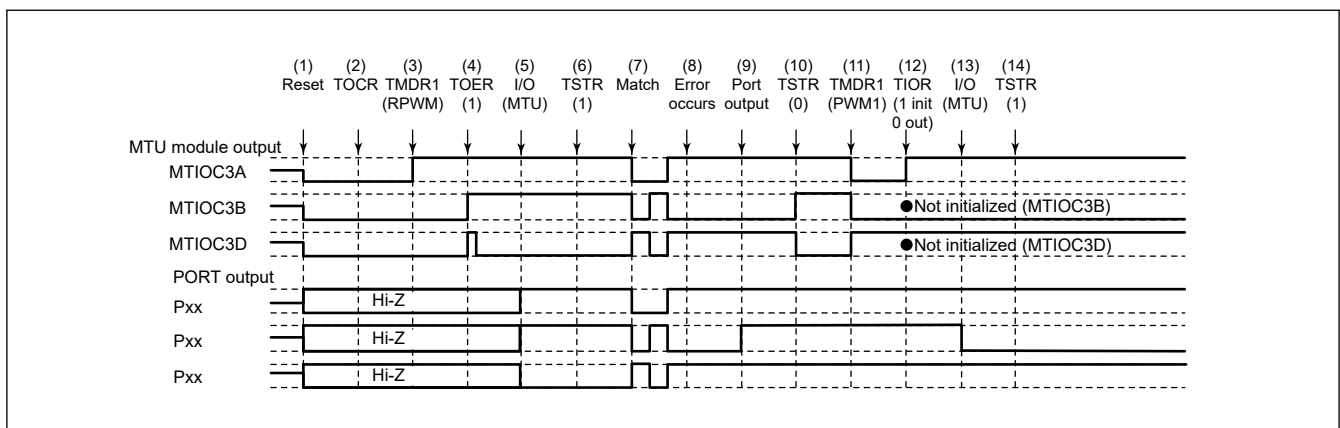 (1) (2) (3) (4) (5) (6) (7) (8) (9) (10) (11) (12) (13) (14)
Reset TOCR TMDR1 TOER I/O TSTR Match Error Port TSTR TMDR1 TIOR I/O TSTR
(RPWM) (1) (MTU) (1) occurs output (0) (PWM1) (1 init (MTU) (1)
0 out)
MTU module output
MTIOC3A
MTIOC3B ●Not initialized (MTIOC3B)
MTIOC3D ●Not initialized (MTIOC3D)
PORT output
Pxx Hi-Z
Pxx Hi-Z
Pxx Hi-Z